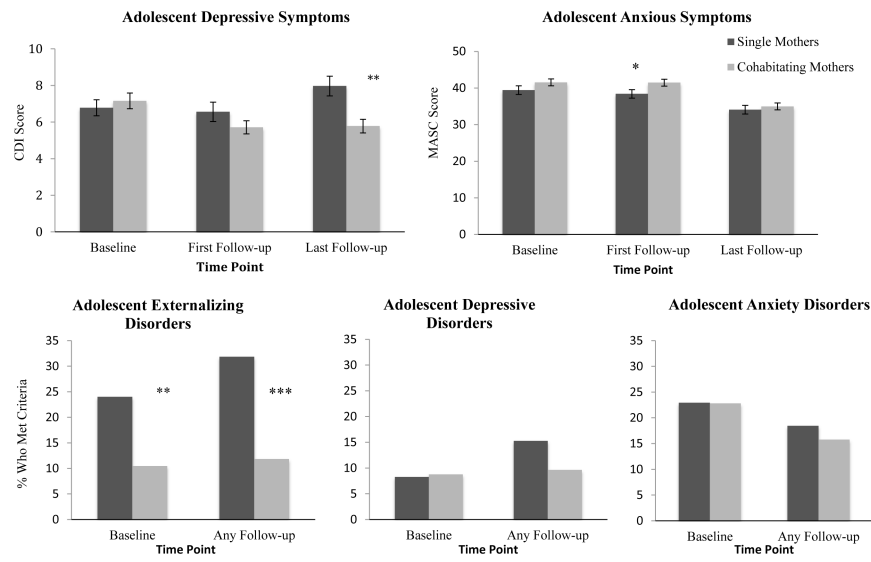 Adolescent Depressive Symptoms
10
8
6
4
2
0
CDI Score
**
Baseline
First Follow-up
Last Follow-up
Time Point
Adolescent Anxious Symptoms
50
40
30
20
10
0
MASC Score
*
Single Mothers
Cohabitating Mothers
Baseline
First Follow-up
Last Follow-up
Time Point
Adolescent Externalizing
Disorders
35
30
25
20
15
10
5
0
% Who Met Criteria
**
***
Baseline
Any Follow-up
Time Point
Adolescent Depressive
Disorders
35
30
25
20
15
10
5
0
Baseline
Any Follow-up
Time Point
Adolescent Anxiety Disorders
35
30
25
20
15
10
5
0
Baseline
Any Follow-up
Time Point